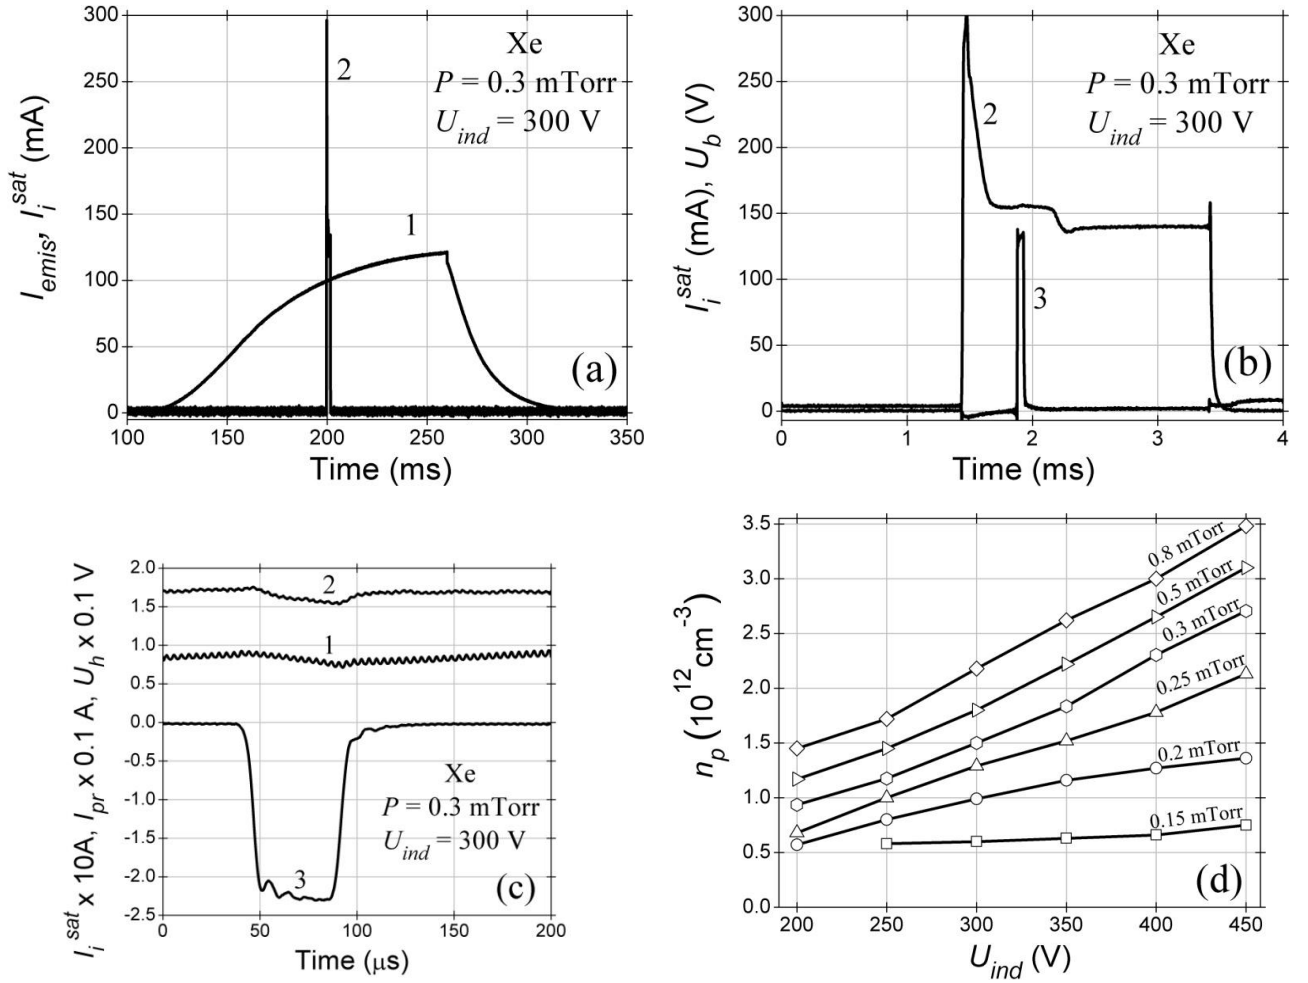 300
250
200
150
100
50
0
I_emis, I_i^sat (mA)
Xe
P = 0.3 mTorr
U_ind = 300 V
2
1
(a)
100 150 200 250 300 350
Time (ms)
300
250
200
150
100
50
0
I_i^sat (mA), U_b (V)
Xe
P = 0.3 mTorr
U_ind = 300 V
2
3
(b)
0 1 2 3 4
Time (ms)
2.0
1.5
1.0
0.5
0.0
-0.5
-1.0
-1.5
-2.0
-2.5
I_i^sat x 10A, I_pr x 0.1 A, U_h x 0.1 V
2
1
Xe
P = 0.3 mTorr
U_ind = 300 V
3
(c)
0 50 100 150 200
Time (μs)
3.5
3.0
2.5
2.0
1.5
1.0
0.5
0.0
n_p (10^12 cm^-3)
0.8 mTorr
0.5 mTorr
0.3 mTorr
0.25 mTorr
0.2 mTorr
0.15 mTorr
(d)
200 250 300 350 400 450
U_ind (V)